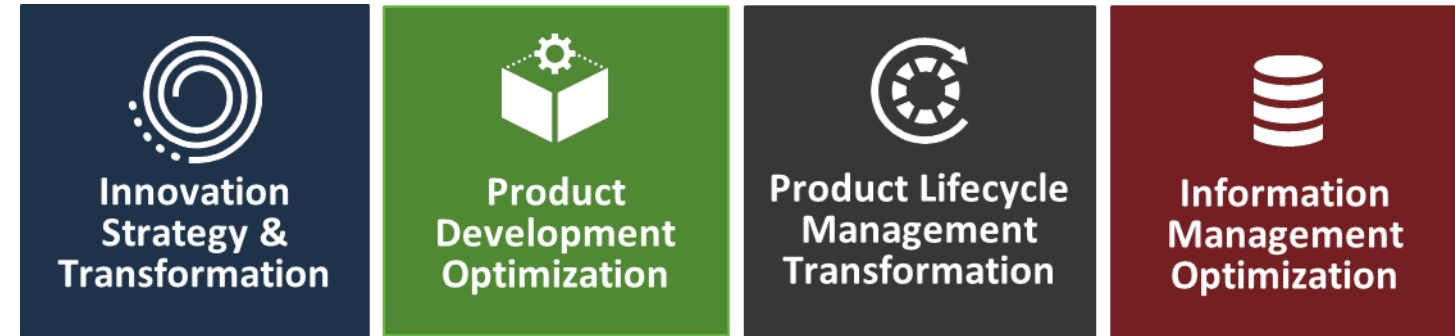 Innovation
Strategy &
Transformation
Product
Development
Optimization
Product Lifecycle
Management
Transformation
Information
Management
Optimization